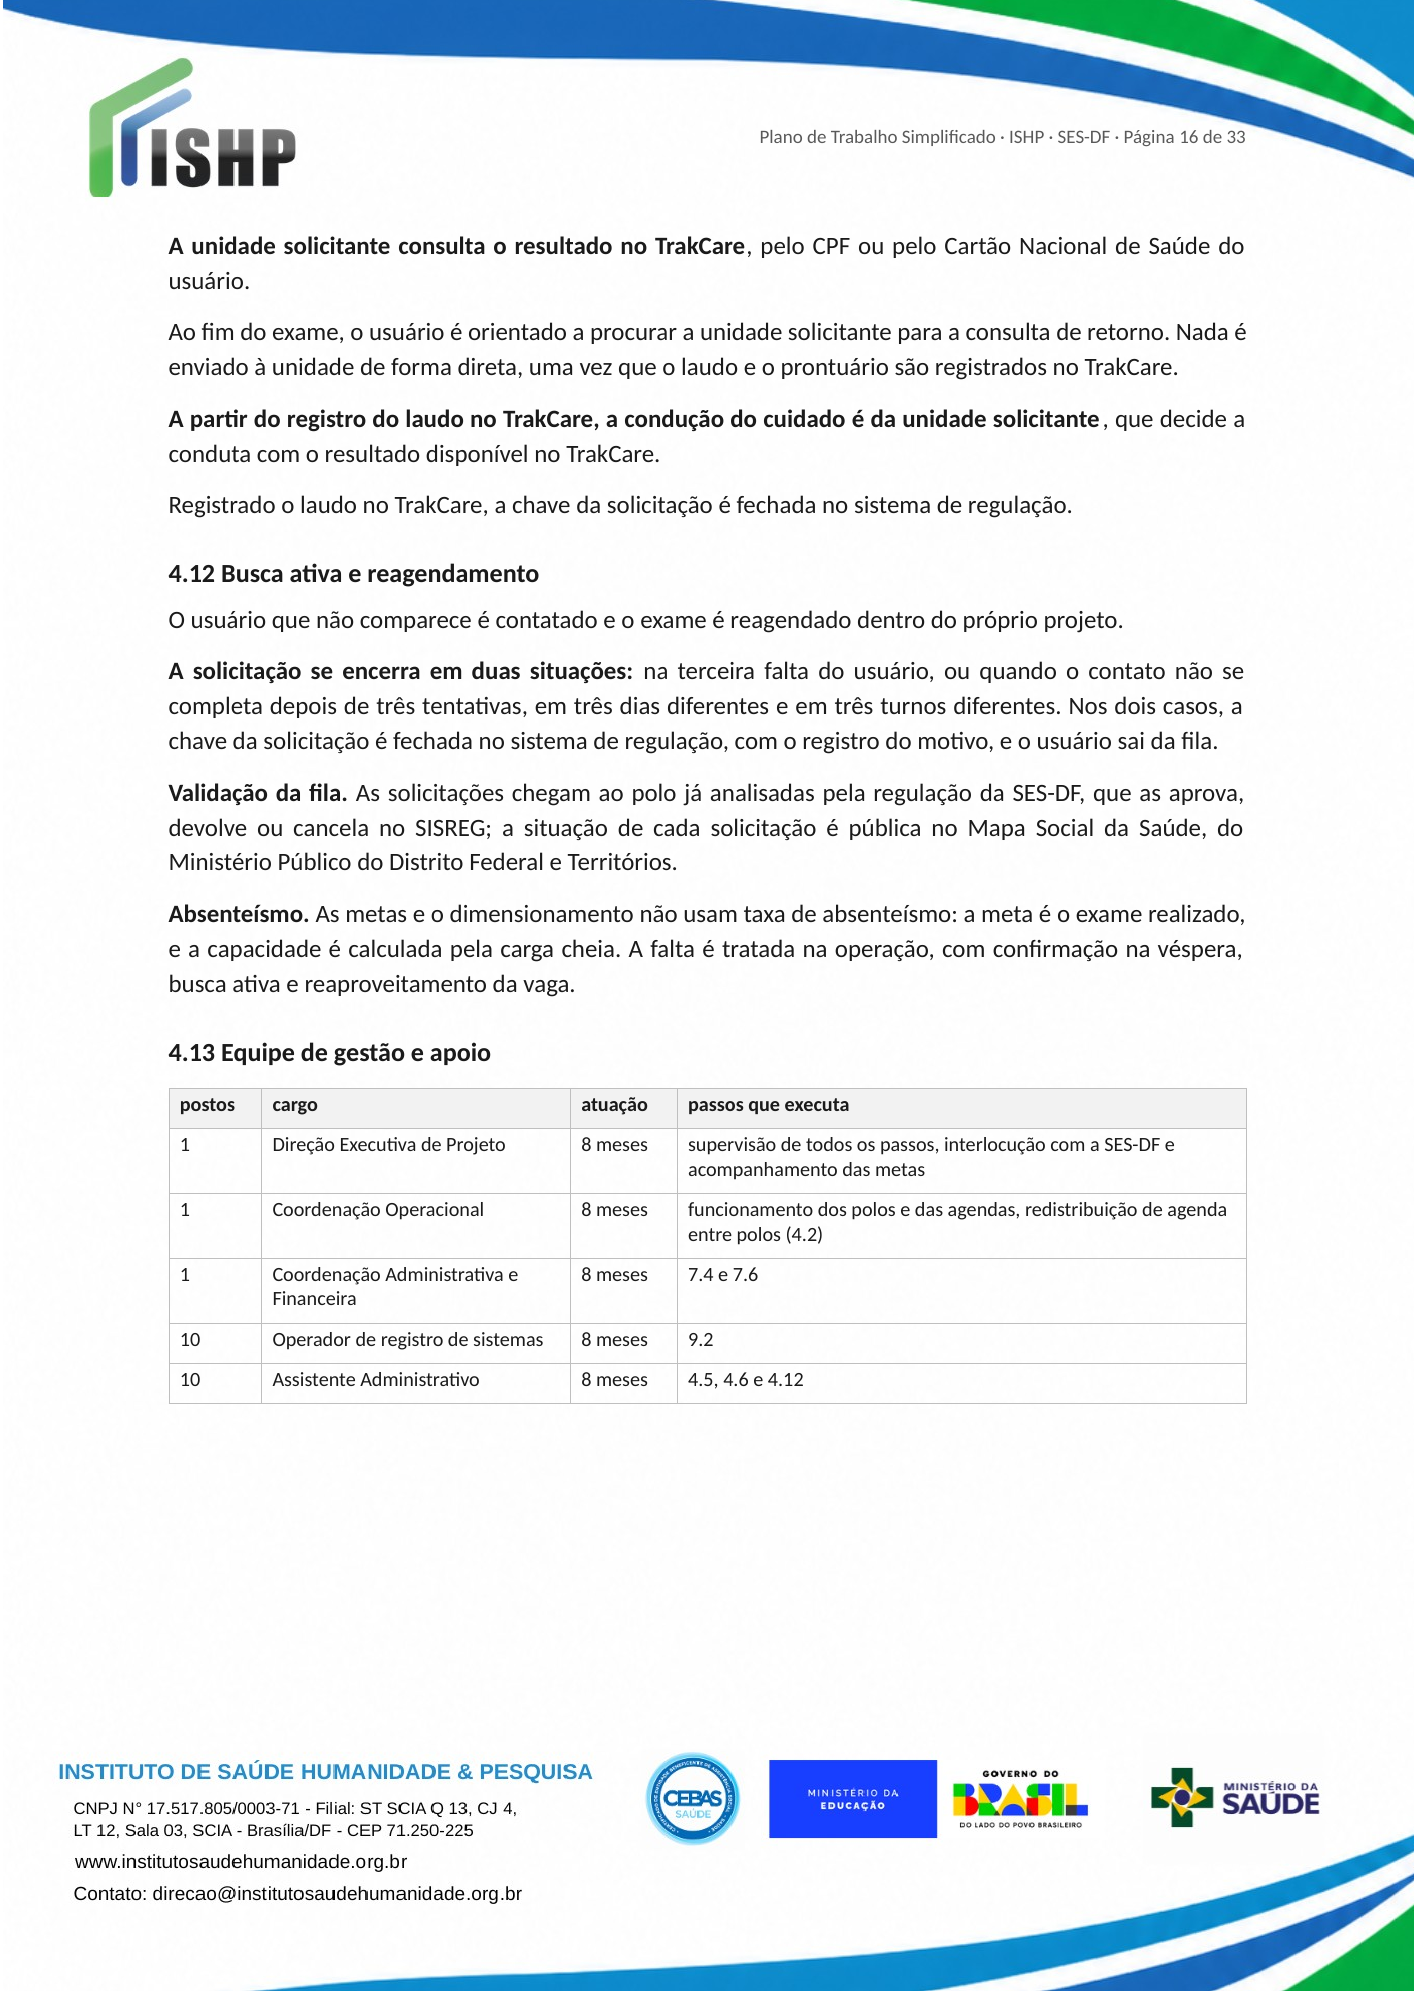 ISHP
Plano de Trabalho Simplificado · ISHP · SES-DF · Página 16 de 33
A unidade solicitante consulta o resultado no TrakCare, pelo CPF ou pelo Cartão Nacional de Saúde do
usuário.
Ao fim do exame, o usuário é orientado a procurar a unidade solicitante para a consulta de retorno. Nada é
enviado à unidade de forma direta, uma vez que o laudo e o prontuário são registrados no TrakCare.
A partir do registro do laudo no TrakCare, a condução do cuidado é da unidade solicitante, que decide a
conduta com o resultado disponível no TrakCare.
Registrado o laudo no TrakCare, a chave da solicitação é fechada no sistema de regulação.
4.12 Busca ativa e reagendamento
O usuário que não comparece é contatado e o exame é reagendado dentro do próprio projeto.
A solicitação se encerra em duas situações: na terceira falta do usuário, ou quando o contato não se
completa depois de três tentativas, em três dias diferentes e em três turnos diferentes. Nos dois casos, a
chave da solicitação é fechada no sistema de regulação, com o registro do motivo, e o usuário sai da fila.
Validação da fila. As solicitações chegam ao polo já analisadas pela regulação da SES-DF, que as aprova,
devolve ou cancela no SISREG; a situação de cada solicitação é pública no Mapa Social da Saúde, do
Ministério Público do Distrito Federal e Territórios.
Absenteísmo. As metas e o dimensionamento não usam taxa de absenteísmo: a meta é o exame realizado,
e a capacidade é calculada pela carga cheia. A falta é tratada na operação, com confirmação na véspera,
busca ativa e reaproveitamento da vaga.
4.13 Equipe de gestão e apoio
postos cargo atuação passos que executa
1 Direção Executiva de Projeto 8 meses supervisão de todos os passos, interlocução com a SES-DF e
acompanhamento das metas
1 Coordenação Operacional 8 meses funcionamento dos polos e das agendas, redistribuição de agenda
entre polos (4.2)
1 Coordenação Administrativa e 8 meses 7.4 e 7.6
Financeira
10 Operador de registro de sistemas 8 meses 9.2
10 Assistente Administrativo 8 meses 4.5, 4.6 e 4.12
INSTITUTO DE SAÚDE HUMANIDADE & PESQUISA
CNPJ N° 17.517.805/0003-71 - Filial: ST SCIA Q 13, CJ 4,
LT 12, Sala 03, SCIA - Brasília/DF - CEP 71.250-225
www.institutosaudehumanidade.org.br
Contato: direcao@institutosaudehumanidade.org.br
CEBAS
SAÚDE
MINISTÉRIO DA
EDUCAÇÃO
GOVERNO DO
BRASIL
DO LADO DO POVO BRASILEIRO
MINISTÉRIO DA
SAÚDE